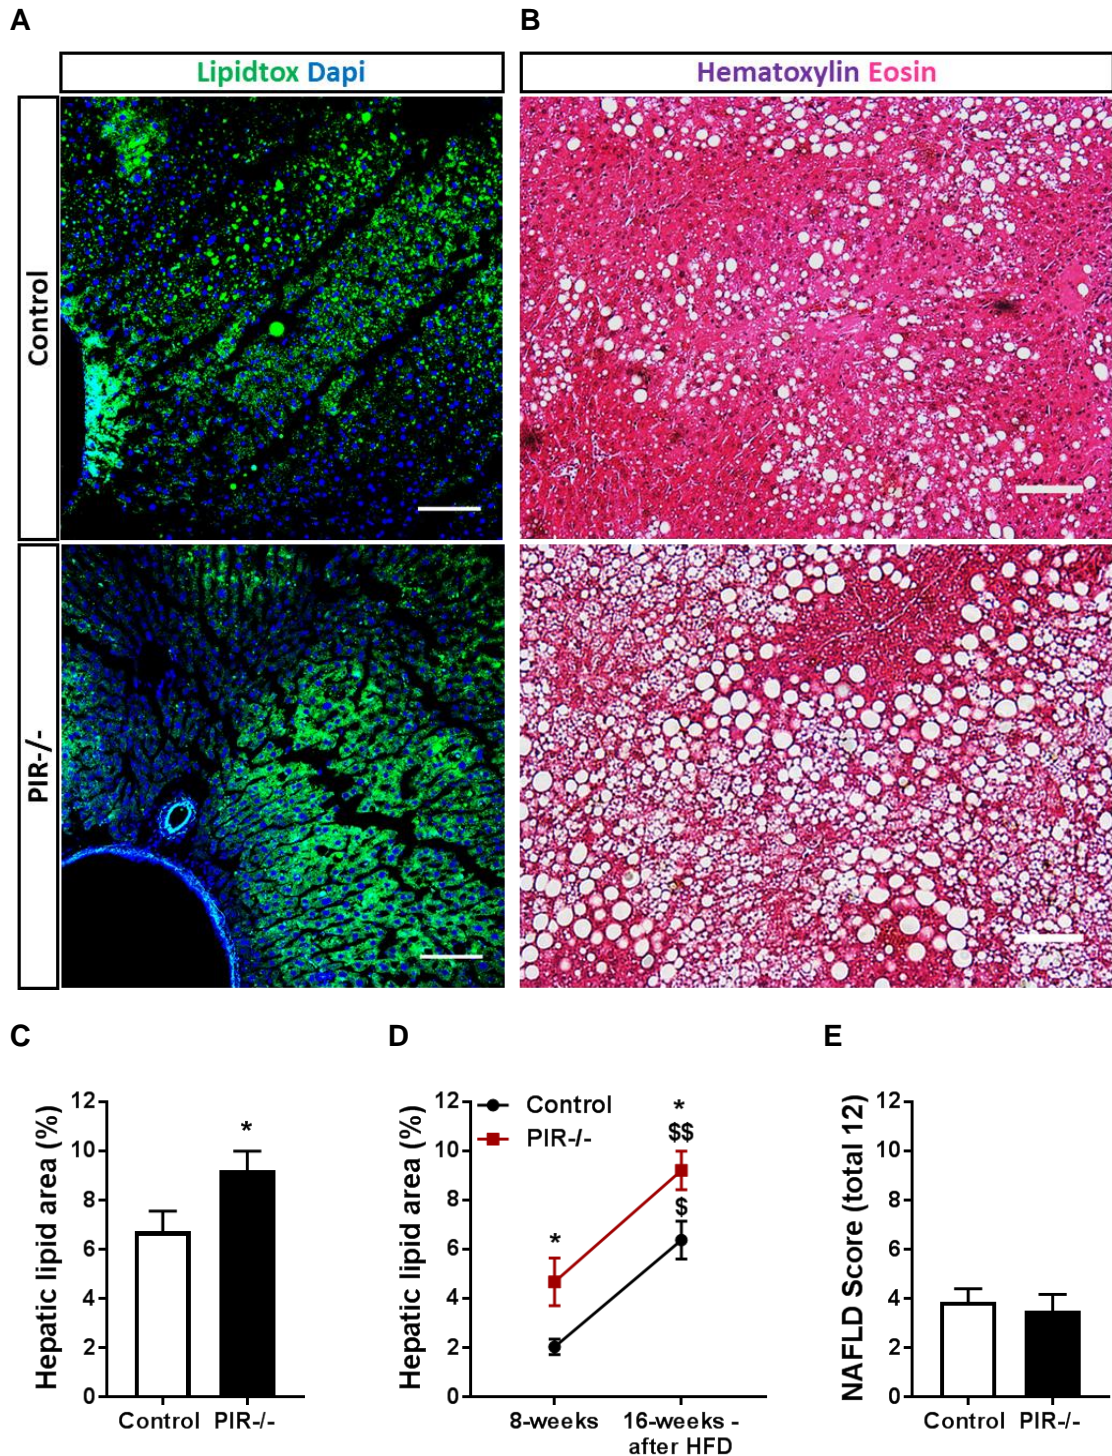 A
B
Lipidtox Dapi
Hematoxylin Eosin
Control
PIR-/-
C
D
E
Hepatic lipid area (%)
12
10
8
6
4
2
0
*
Control PIR-/-
Hepatic lipid area (%)
12
10
8
6
4
2
0
Control
PIR-/-
*
*
$$
$
8-weeks 16-weeks -
after HFD
NAFLD Score (total 12)
12
10
8
6
4
2
0
Control PIR-/-